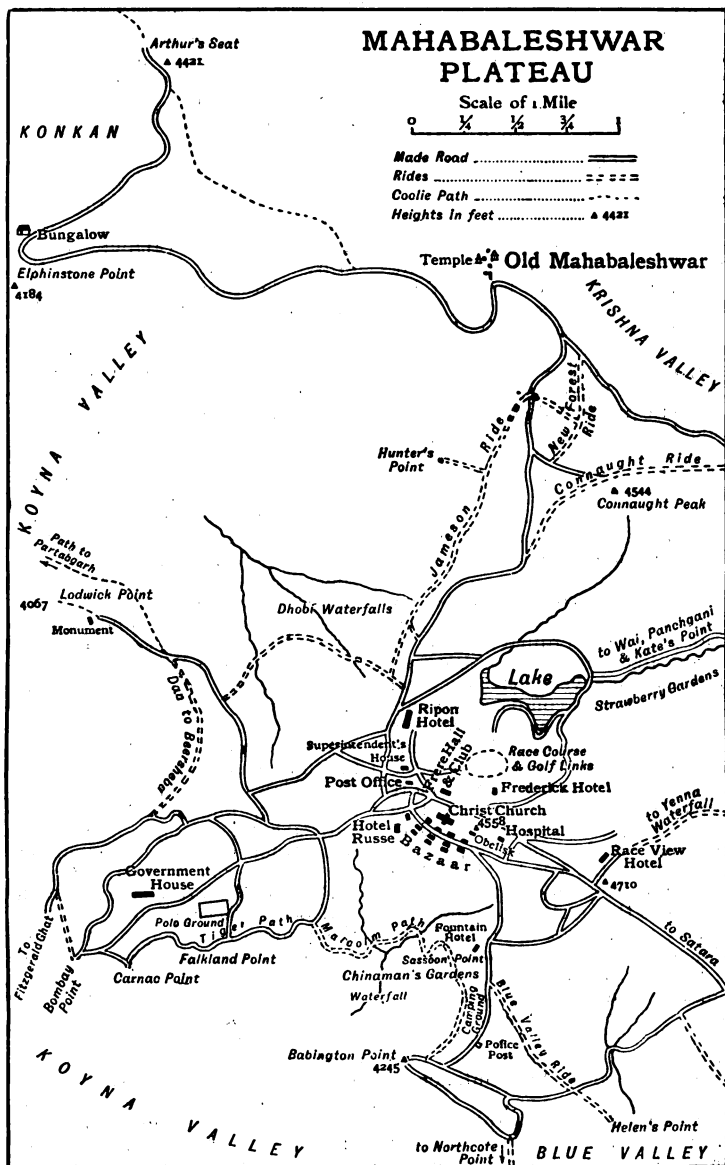 MAHABALESHWAR
PLATEAU
Scale of 1 Mile
0 ¼ ½ ¾ 1
Made Road
Rides
Coolie Path
Heights in feet ▲ 4421
Arthur's Seat
▲ 4421
KONKAN
Bungalow
Elphinstone Point
▲ 4184
Temple
Old Mahabaleshwar
KRISHNA VALLEY
KOYNA VALLEY
New Forest
Ride
Jameson Ride
Hunter's
Point
Connaught Ride
▲ 4544
Connaught Peak
Path to
Partabgarh
Lodwick Point
4067
Monument
Dhobi Waterfalls
to Wai, Panchgani
& Kate's Point
Strawberry Gardens
Lake
Dan to Beersheba
Ripon
Hotel
Superintendent's
House
Frere Hall
& Club
Race Course
& Golf Links
Post Office
Frederick Hotel
Christ Church
4558
Hospital
Obelisk
Hotel
Russe
Bazaar
to Yenna
Waterfall
Race View
Hotel
▲ 4710
Government
House
Polo Ground
Tiger Path
Falkland Point
Carnac Point
To
Fitzgerald Ghat
Bombay
Point
Maroom Path
Fountain
Hotel
Sassoon Point
Chinaman's Gardens
Waterfall
Camping
Ground
to Satara
Blue Valley Ride
Police
Post
Babington Point
4245
Helen's Point
KOYNA VALLEY
to Northcote
Point
BLUE VALLEY